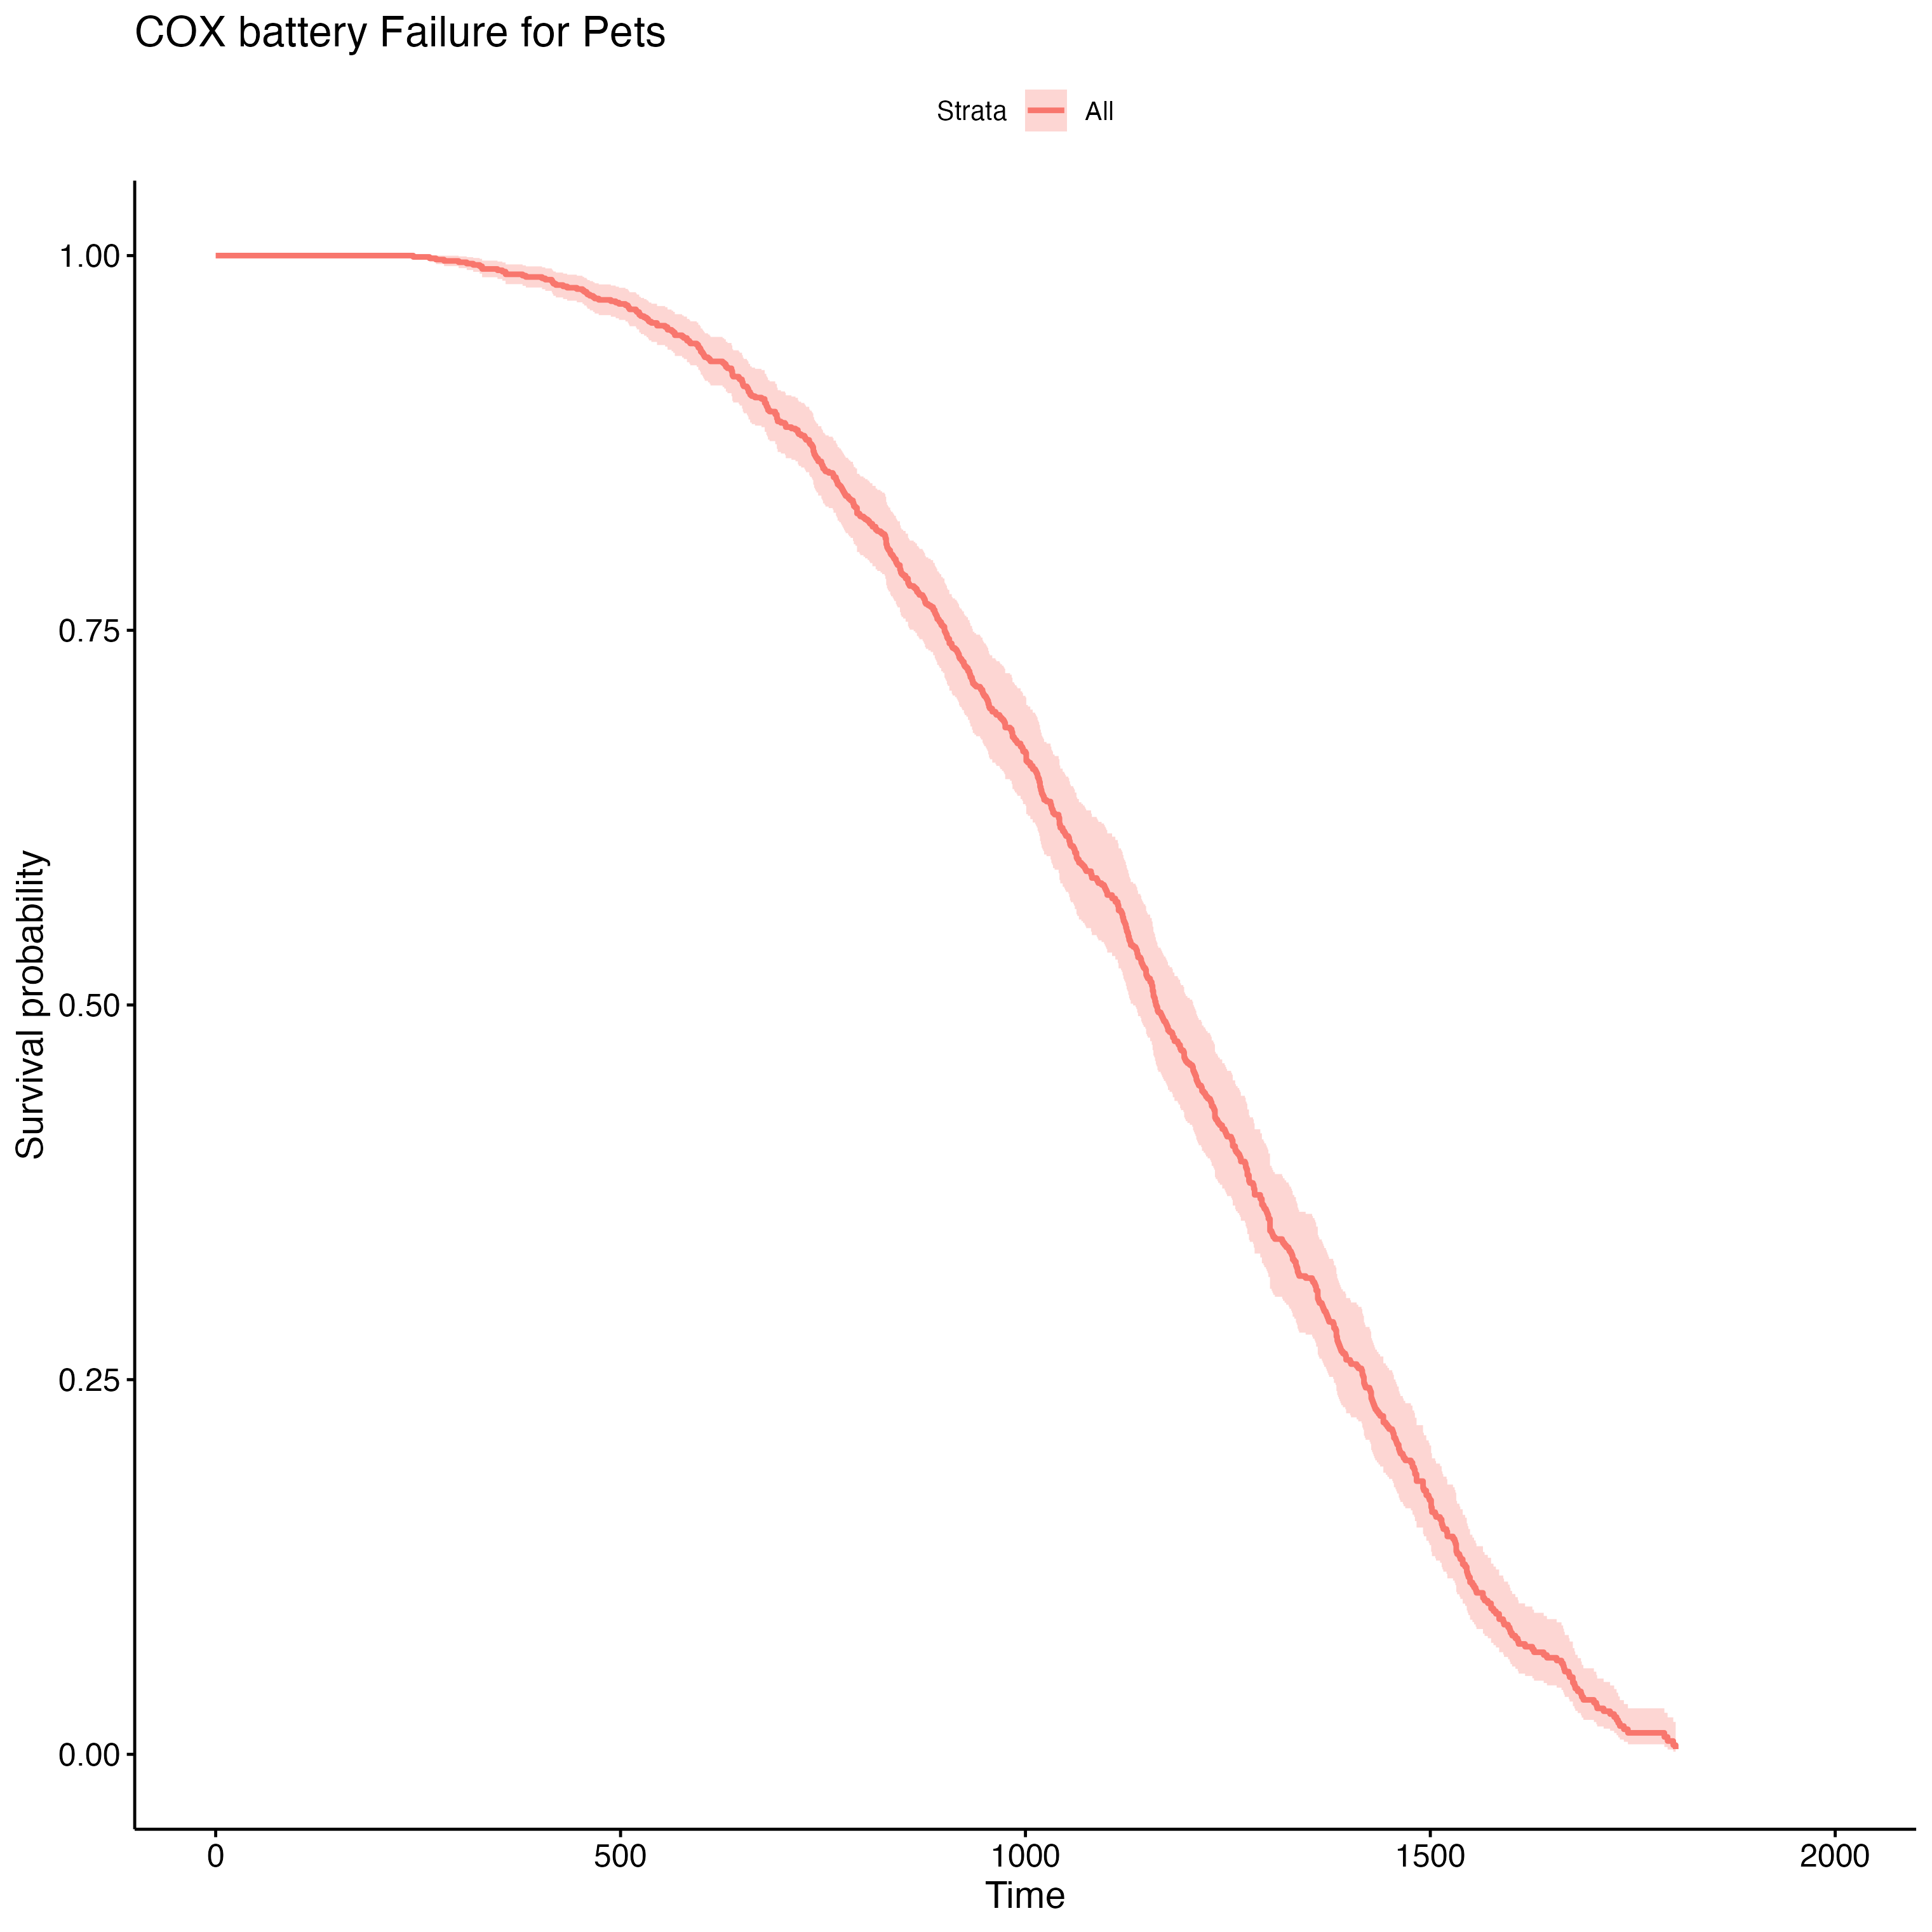 COX battery Failure for Pets
Strata All
1.00
0.75
0.50
0.25
0.00
Survival probability
0 500 1000 1500 2000
Time